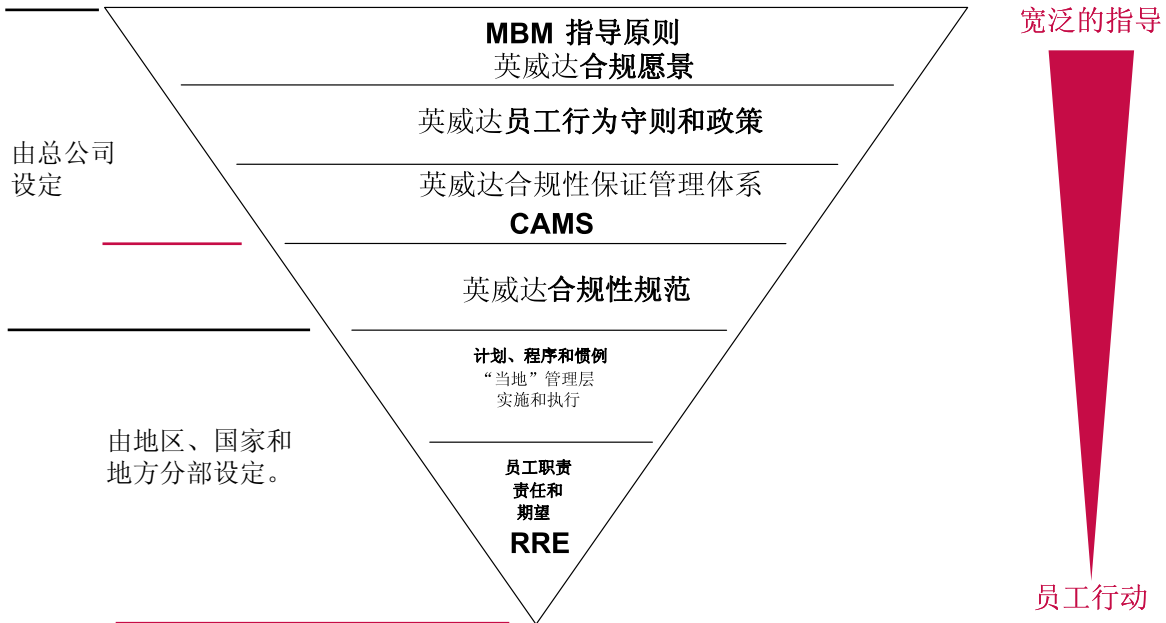 宽泛的指导
MBM 指导原则
英威达合规愿景
英威达员工行为守则和政策
由总公司
设定
英威达合规性保证管理体系
CAMS
英威达合规性规范
计划、程序和惯例
“当地”管理层
实施和执行
由地区、国家和
地方分部设定。
员工职责
责任和
期望
RRE
员工行动